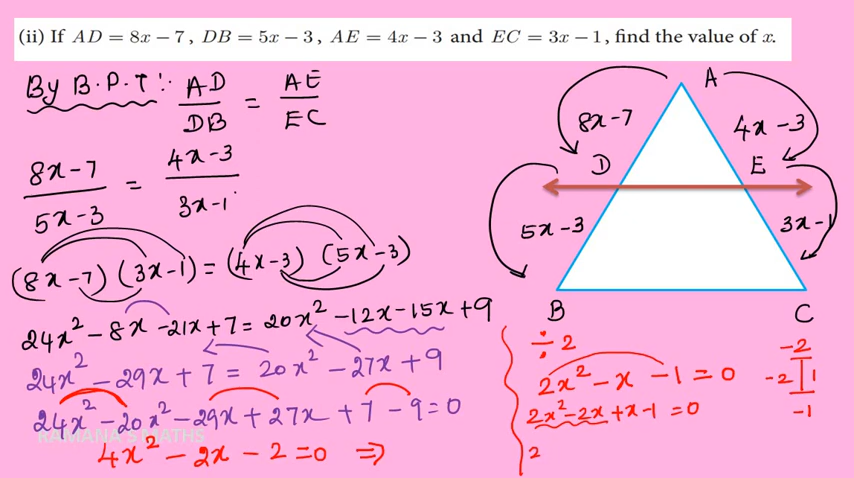 (ii) If AD = 8x − 7 , DB = 5x − 3 , AE = 4x − 3 and EC = 3x − 1 , find the value of x.
By B.P.T: AD/DB = AE/EC
8x-7/5x-3 = 4x-3/3x-1
(8x-7)(3x-1) = (4x-3)(5x-3)
24x² - 8x - 21x + 7 = 20x² - 12x - 15x + 9
24x² - 29x + 7 = 20x² - 27x + 9
24x² - 20x² - 29x + 27x + 7 - 9 = 0
RAMANA'S MATHS
4x² - 2x - 2 = 0 ⇒
A
8x-7
4x-3
D
E
5x-3
3x-1
B
C
÷ 2
2x² - x - 1 = 0
2x² - 2x + x - 1 = 0
2
-2
-2 1
-1